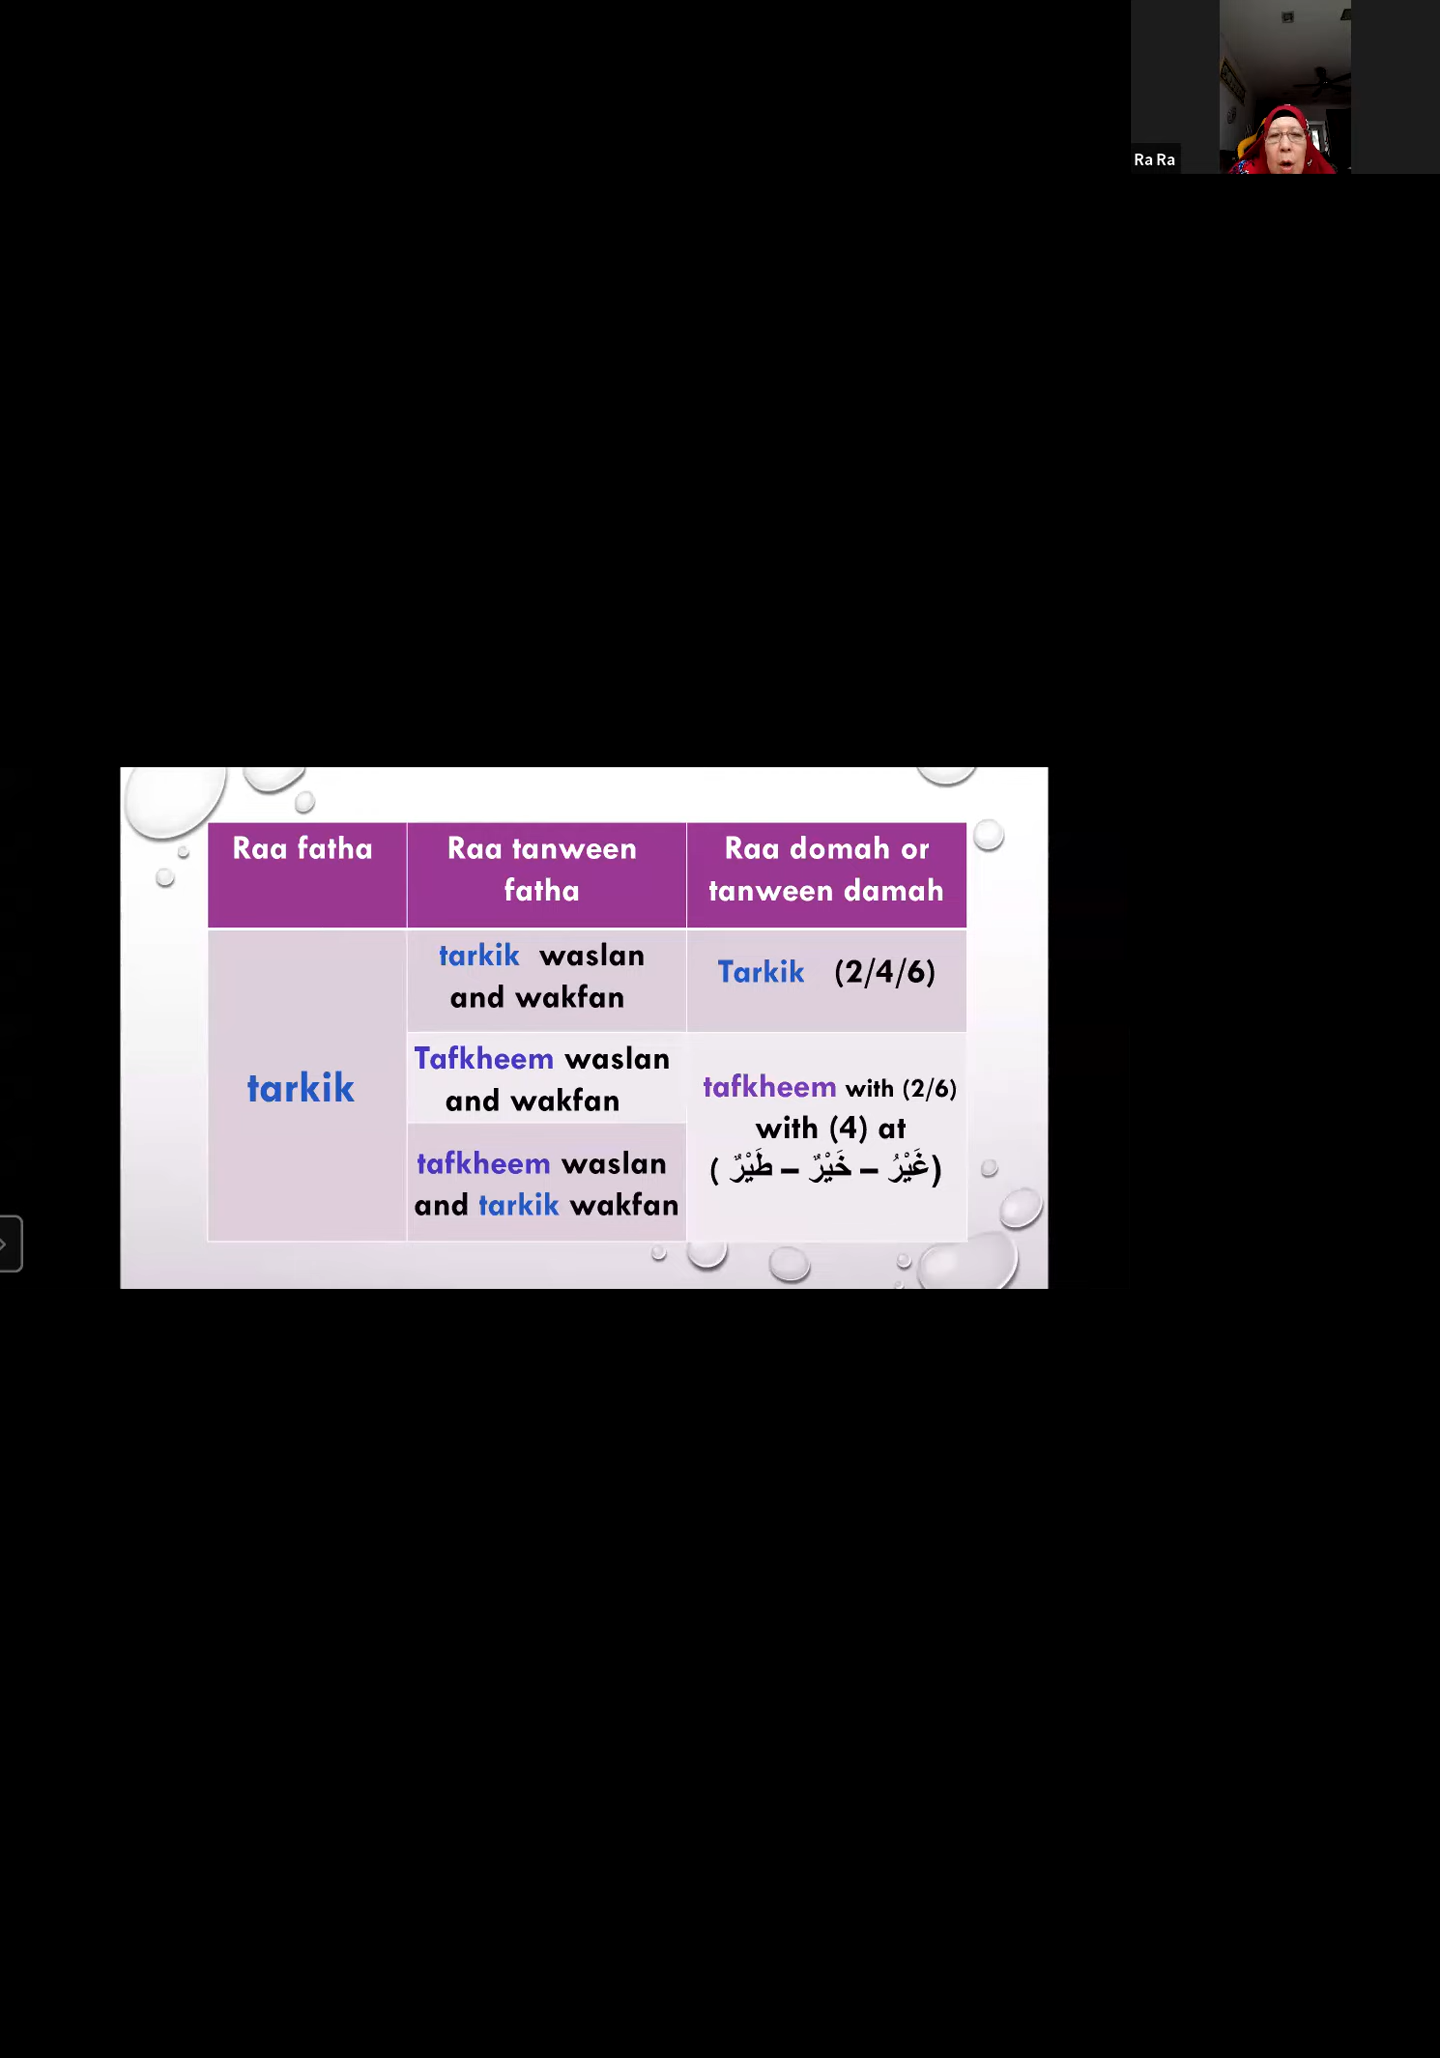 Ra Ra
Raa fatha
Raa tanween
fatha
Raa domah or
tanween damah
tarkik
tarkik waslan
and wakfan
Tafkheem waslan
and wakfan
tafkheem waslan
and tarkik wakfan
Tarkik (2/4/6)
tafkheem with (2/6)
with (4) at
(غَيْرُ – خَيْرٌ – طَيْرٌ )